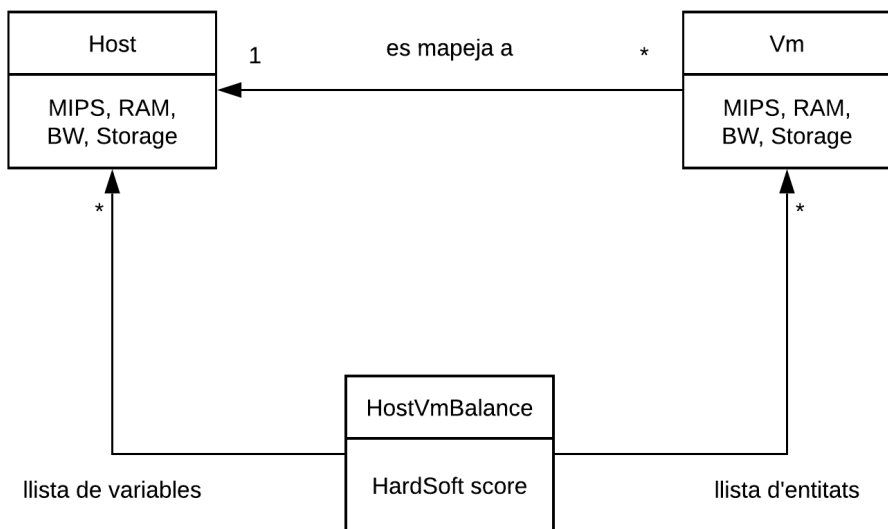 Host
1
es mapeja a
*
Vm
MIPS, RAM,
BW, Storage
MIPS, RAM,
BW, Storage
*
*
HostVmBalance
HardSoft score
llista de variables
llista d'entitats